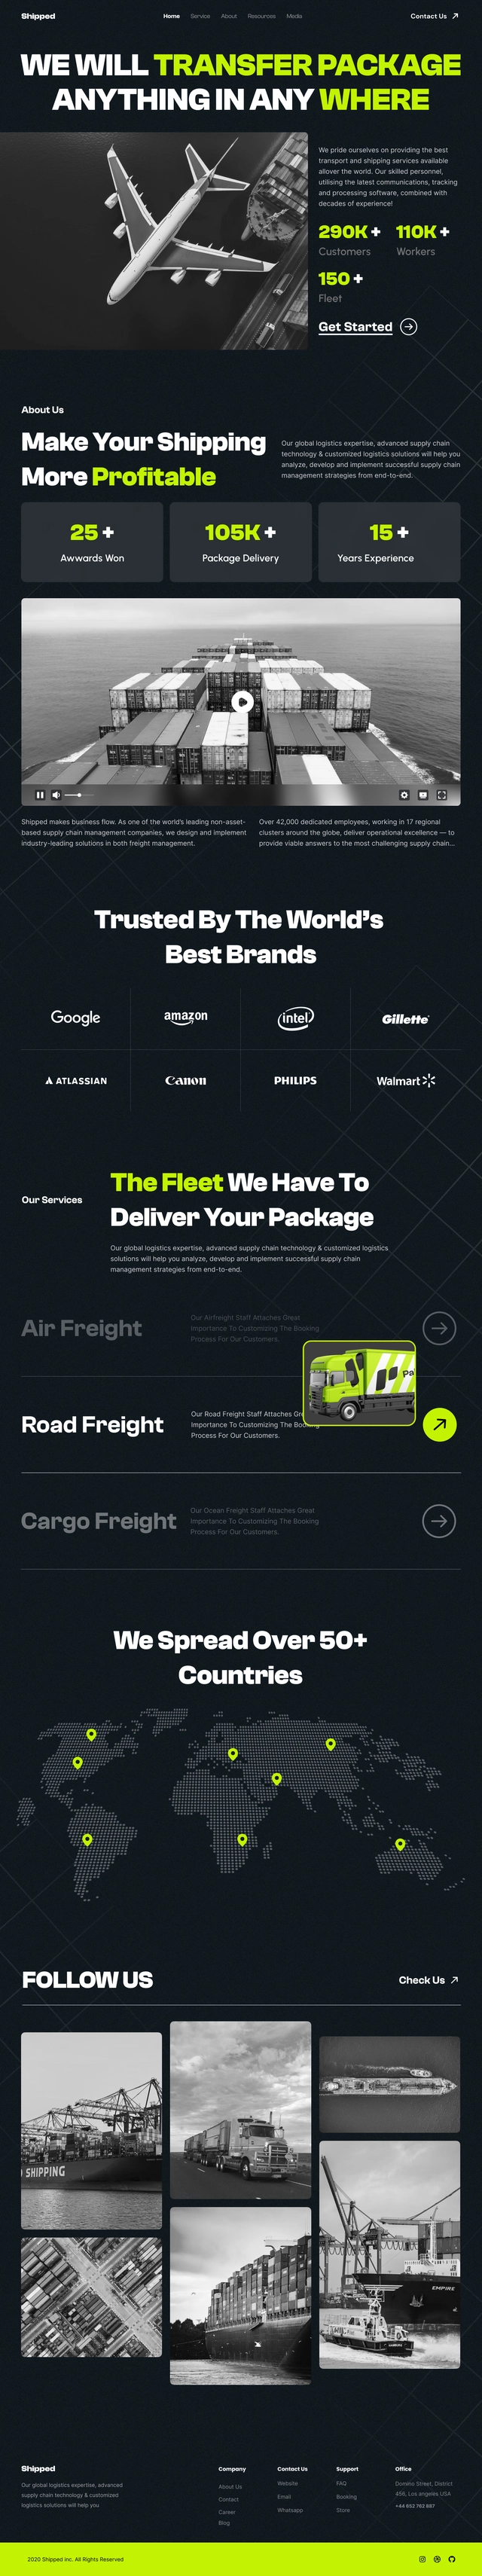 Shipped
Home Service About Resources Media
Contact Us
WE WILL TRANSFER PACKAGE
ANYTHING IN ANY WHERE
We pride ourselves on providing the best
transport and shipping services available
allover the world. Our skilled personnel,
utilising the latest communications, tracking
and processing software, combined with
decades of experience!
290K + 110K +
Customers Workers
150 +
Fleet
Get Started
About Us
Make Your Shipping
More Profitable
Our global logistics expertise, advanced supply chain
technology & customized logistics solutions will help you
analyze, develop and implement successful supply chain
management strategies from end-to-end.
25 +
Awwards Won
105K +
Package Delivery
15 +
Years Experience
Shipped makes business flow. As one of the world's leading non-asset-
based supply chain management companies, we design and implement
industry-leading solutions in both freight management.
Over 42,000 dedicated employees, working in 17 regional
clusters around the globe, deliver operational excellence — to
provide viable answers to the most challenging supply chain...
Trusted By The World's
Best Brands
Google amazon intel Gillette
ATLASSIAN Canon PHILIPS Walmart
Our Services
The Fleet We Have To
Deliver Your Package
Our global logistics expertise, advanced supply chain technology & customized logistics
solutions will help you analyze, develop and implement successful supply chain
management strategies from end-to-end.
Air Freight
Our Airfreight Staff Attaches Great
Importance To Customizing The Booking
Process For Our Customers.
Pa
Road Freight
Our Road Freight Staff Attaches Gre
Importance To Customizing The Booking
Process For Our Customers.
Cargo Freight
Our Ocean Freight Staff Attaches Great
Importance To Customizing The Booking
Process For Our Customers.
We Spread Over 50+
Countries
FOLLOW US
Check Us
SHIPPING
EMPIRE
Shipped
Our global logistics expertise, advanced
supply chain technology & customized
logistics solutions will help you
Company
About Us
Contact
Career
Blog
Contact Us
Website
Email
Whatsapp
Support
FAQ
Booking
Store
Office
Domino Street, District
456, Los angeles USA
+44 652 762 887
2020 Shipped inc. All Rights Reserved